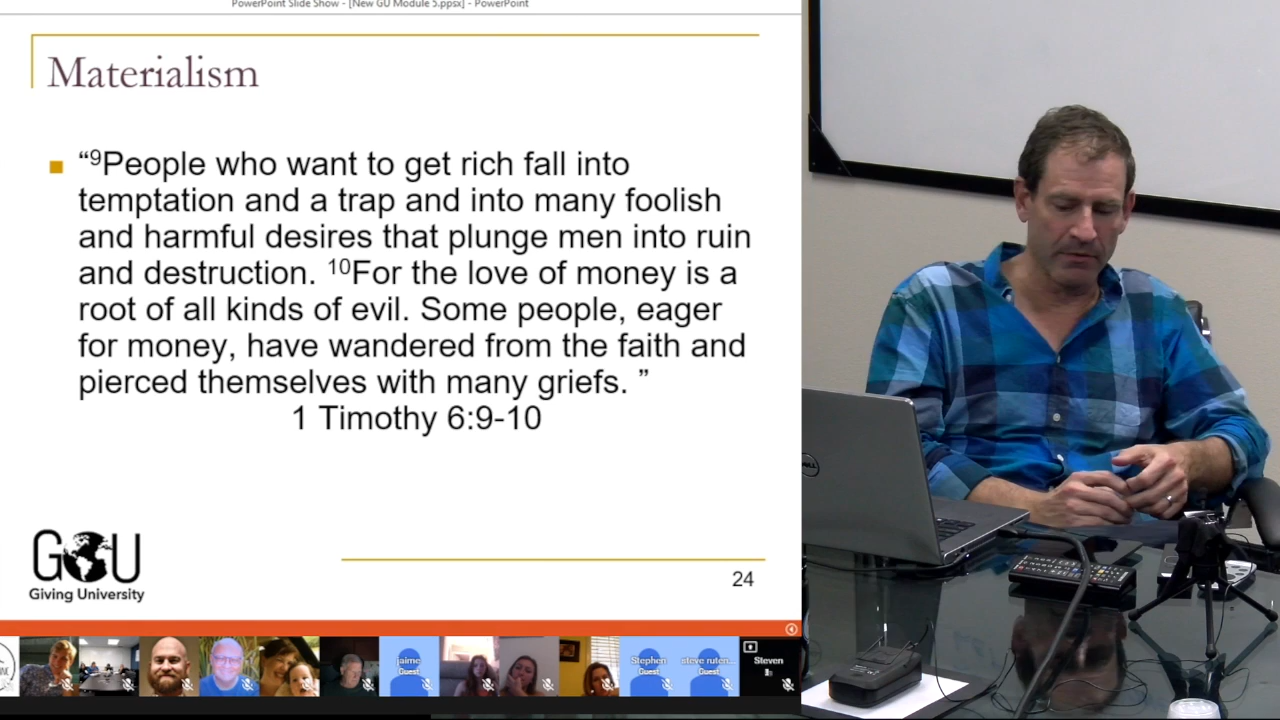 PowerPoint Slide Show - [New GU Module 5.ppsx] - PowerPoint
Materialism
“⁹People who want to get rich fall into
temptation and a trap and into many foolish
and harmful desires that plunge men into ruin
and destruction. ¹⁰For the love of money is a
root of all kinds of evil. Some people, eager
for money, have wandered from the faith and
pierced themselves with many griefs. ”
1 Timothy 6:9-10
GU
Giving University
24
jaime
Guest
Stephen
Guest
steve ruten...
Guest
Steven
DELL